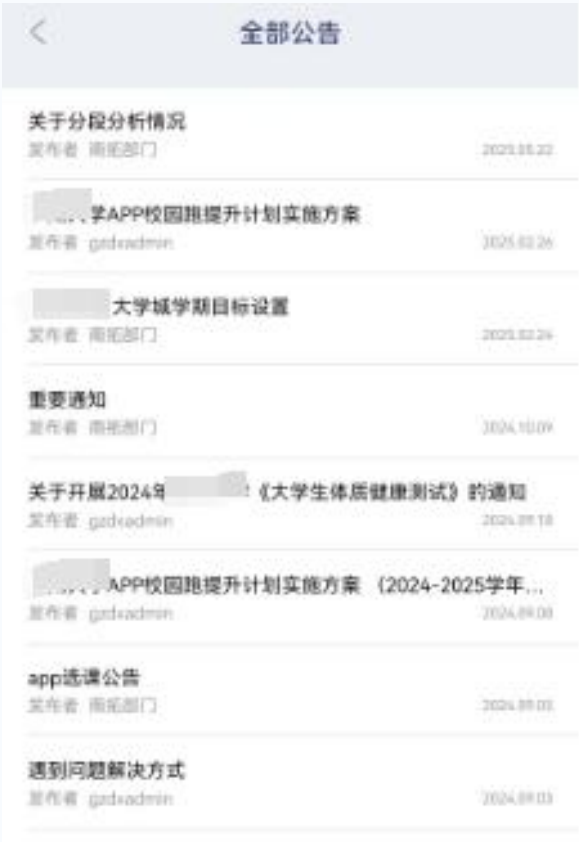 全部公告
关于分段分析情况
发布者 南拓部门
2025.05.22
学APP校园跑提升计划实施方案
发布者 gzdxadmin
2025.02.26
大学城学期目标设置
发布者 南拓部门
2025.02.24
重要通知
发布者 南拓部门
2024.10.09
关于开展2024年 《大学生体质健康测试》的通知
发布者 gzdxadmin
2024.09.18
APP校园跑提升计划实施方案 （2024-2025学年...
发布者 gzdxadmin
2024.09.08
app选课公告
发布者 南拓部门
2024.09.03
遇到问题解决方式
发布者 gzdxadmin
2024.09.03